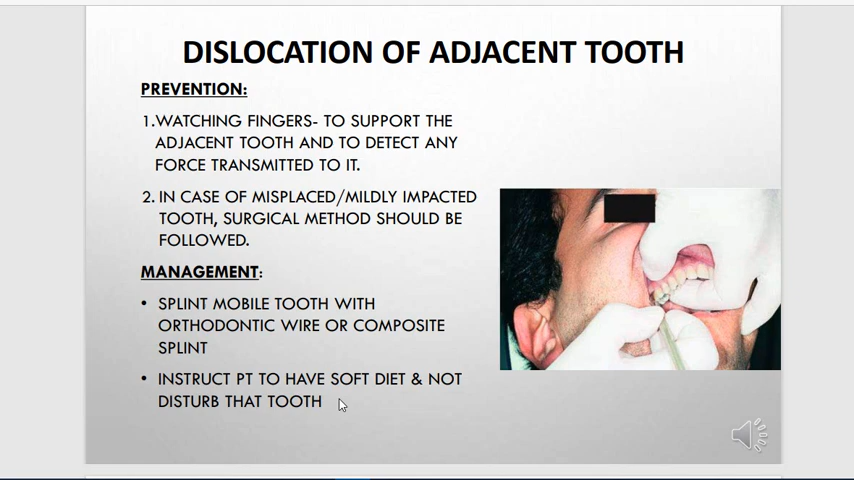 DISLOCATION OF ADJACENT TOOTH
PREVENTION:
1.WATCHING FINGERS- TO SUPPORT THE
ADJACENT TOOTH AND TO DETECT ANY
FORCE TRANSMITTED TO IT.
2. IN CASE OF MISPLACED/MILDLY IMPACTED
TOOTH, SURGICAL METHOD SHOULD BE
FOLLOWED.
MANAGEMENT:
• SPLINT MOBILE TOOTH WITH
ORTHODONTIC WIRE OR COMPOSITE
SPLINT
• INSTRUCT PT TO HAVE SOFT DIET & NOT
DISTURB THAT TOOTH